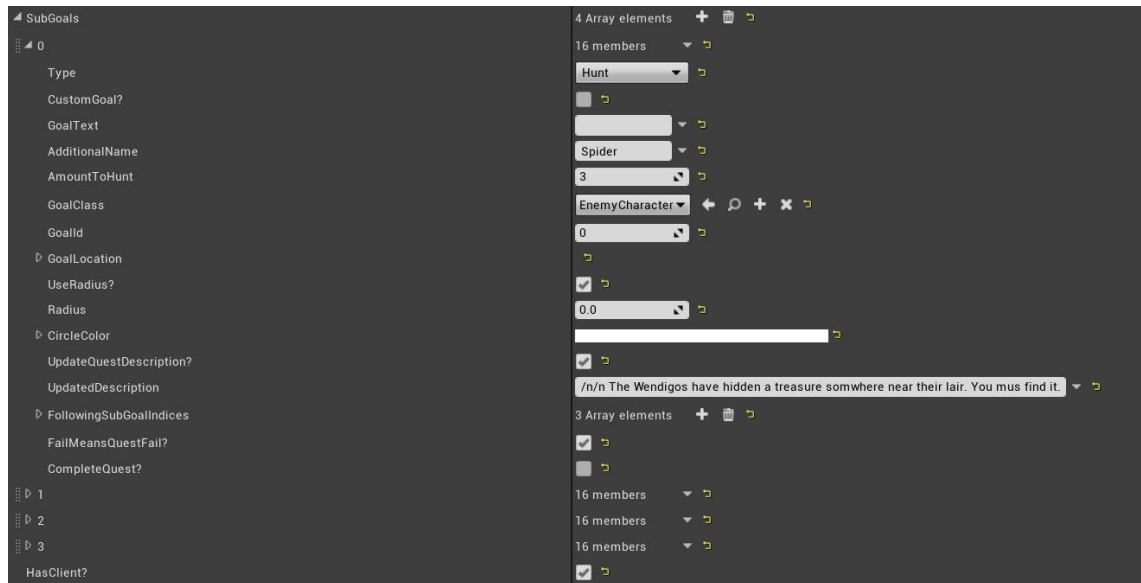 SubGoals 4 Array elements
0 16 members
Type Hunt
CustomGoal?
GoalText
AdditionalName Spider
AmountToHunt 3
GoalClass EnemyCharacter
GoalId 0
GoalLocation
UseRadius?
Radius 0.0
CircleColor
UpdateQuestDescription?
UpdatedDescription /n/n The Wendigos have hidden a treasure somwhere near their lair. You mus find it.
FollowingSubGoalIndices 3 Array elements
FailMeansQuestFail?
CompleteQuest?
1 16 members
2 16 members
3 16 members
HasClient?